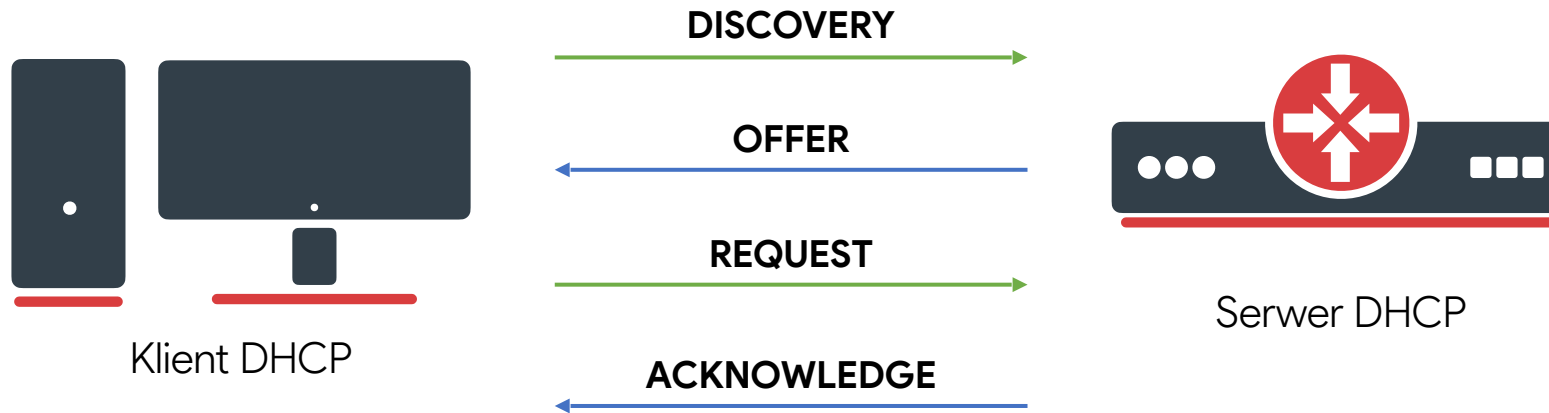 DISCOVERY
OFFER
REQUEST
ACKNOWLEDGE
Klient DHCP
Serwer DHCP